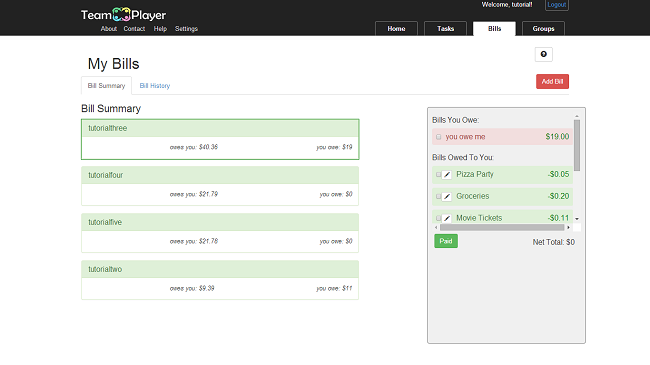 Welcome, tutorial! Logout
Team Player
About Contact Help Settings
Home Tasks Bills Groups
My Bills
Bill Summary Bill History
Add Bill
Bill Summary
tutorialthree
owes you: $40.36 you owe: $19
tutorialfour
owes you: $21.79 you owe: $0
tutorialfive
owes you: $21.78 you owe: $0
tutorialtwo
owes you: $9.39 you owe: $11
Bills You Owe:
you owe me $19.00
Bills Owed To You:
Pizza Party -$0.05
Groceries -$0.20
Movie Tickets -$0.11
Paid
Net Total: $0